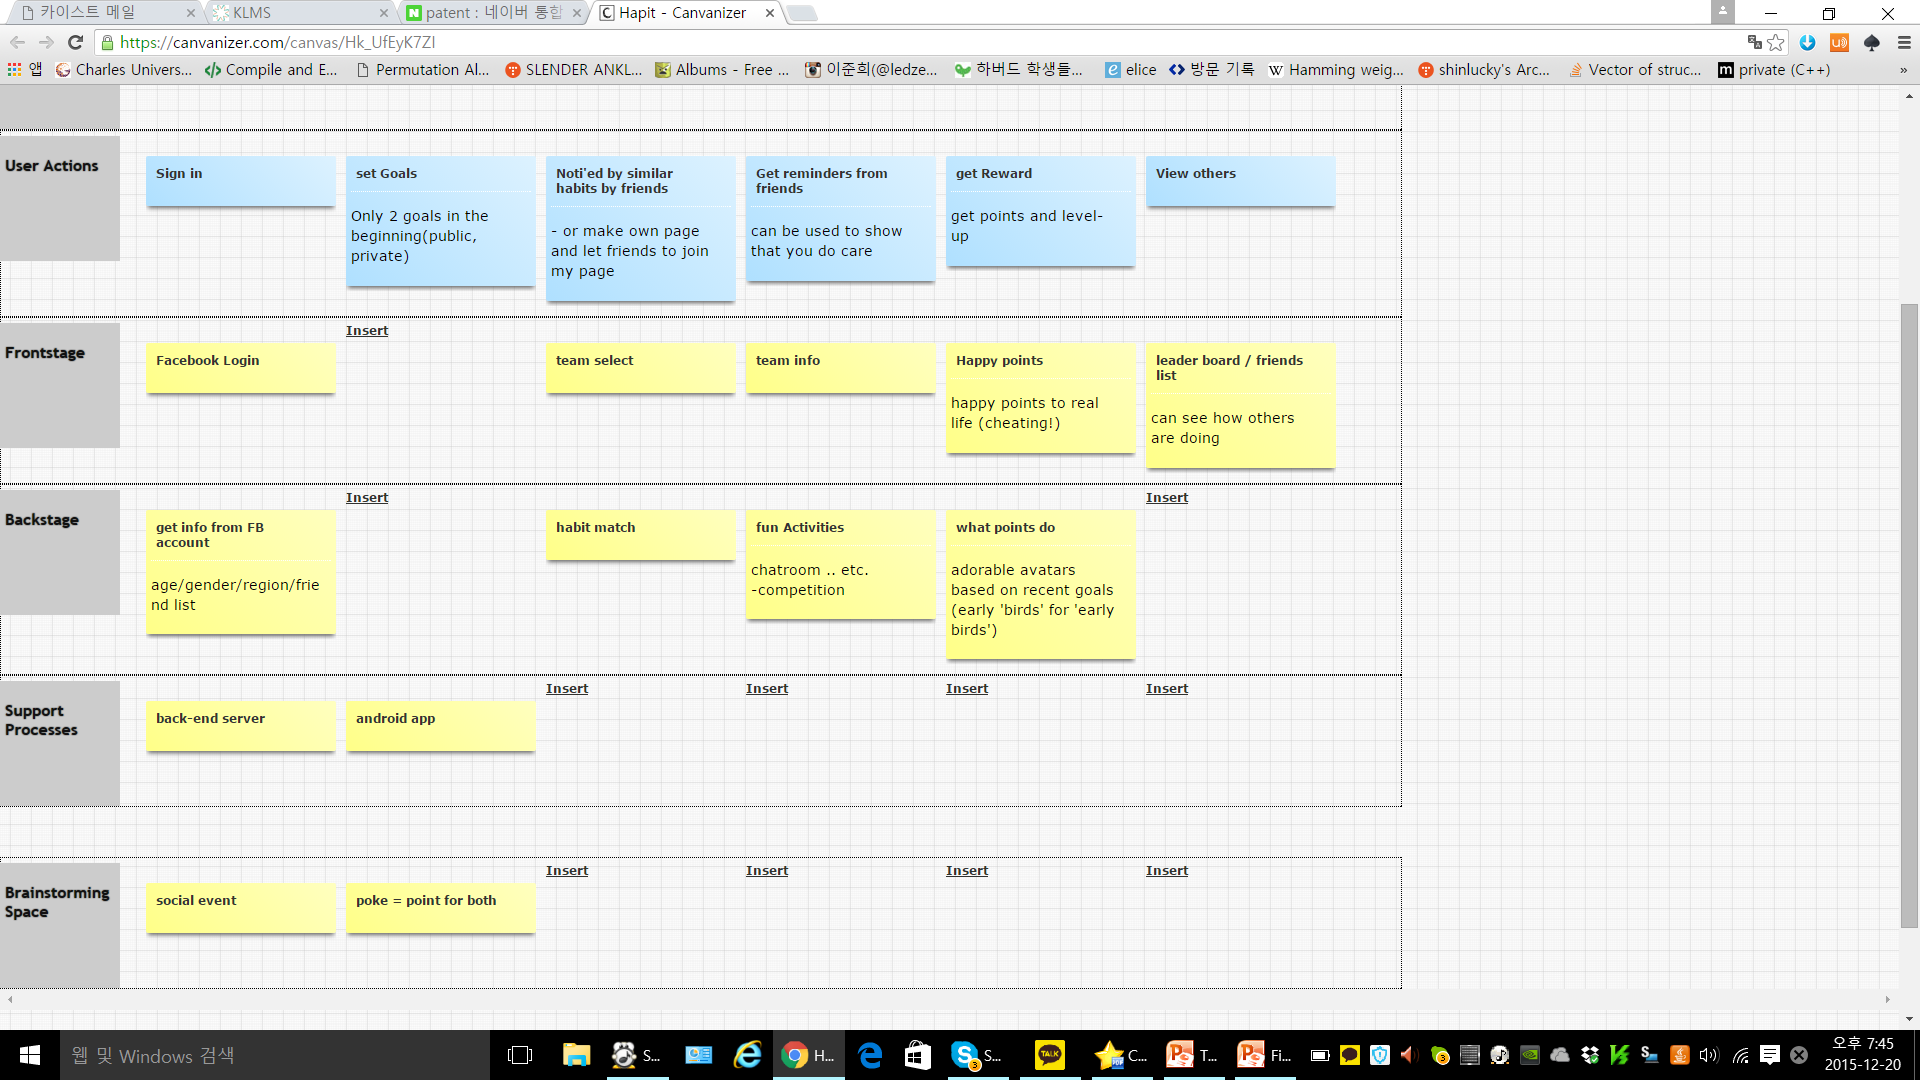 카이스트 메일
KLMS
patent : 네이버 통합
Hapit - Canvanizer
https://canvanizer.com/canvas/Hk_UfEyK7ZI
앱
Charles Univers...
Compile and E...
Permutation Al...
SLENDER ANKL...
Albums - Free ...
이준희(@ledze...
하버드 학생들...
elice
방문 기록
Hamming weig...
shinlucky's Arc...
Vector of struc...
private (C++)
»
User Actions
Sign in
set Goals
Only 2 goals in the
beginning(public,
private)
Noti'ed by similar
habits by friends
- or make own page
and let friends to join
my page
Get reminders from
friends
can be used to show
that you do care
get Reward
get points and level-
up
View others
Frontstage
Facebook Login
Insert
team select
team info
Happy points
happy points to real
life (cheating!)
leader board / friends
list
can see how others
are doing
Backstage
get info from FB
account
age/gender/region/frie
nd list
Insert
habit match
fun Activities
chatroom .. etc.
-competition
what points do
adorable avatars
based on recent goals
(early 'birds' for 'early
birds')
Insert
Support
Processes
back-end server
android app
Insert
Insert
Insert
Insert
Brainstorming
Space
social event
poke = point for both
Insert
Insert
Insert
Insert
웹 및 Windows 검색
S...
H...
S...
TALK
C...
T...
Fi...
오후 7:45
2015-12-20